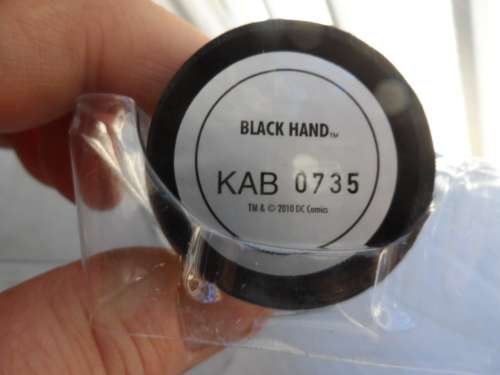 BLACK HAND™
KAB 0735
TM & © 2010 DC Comics